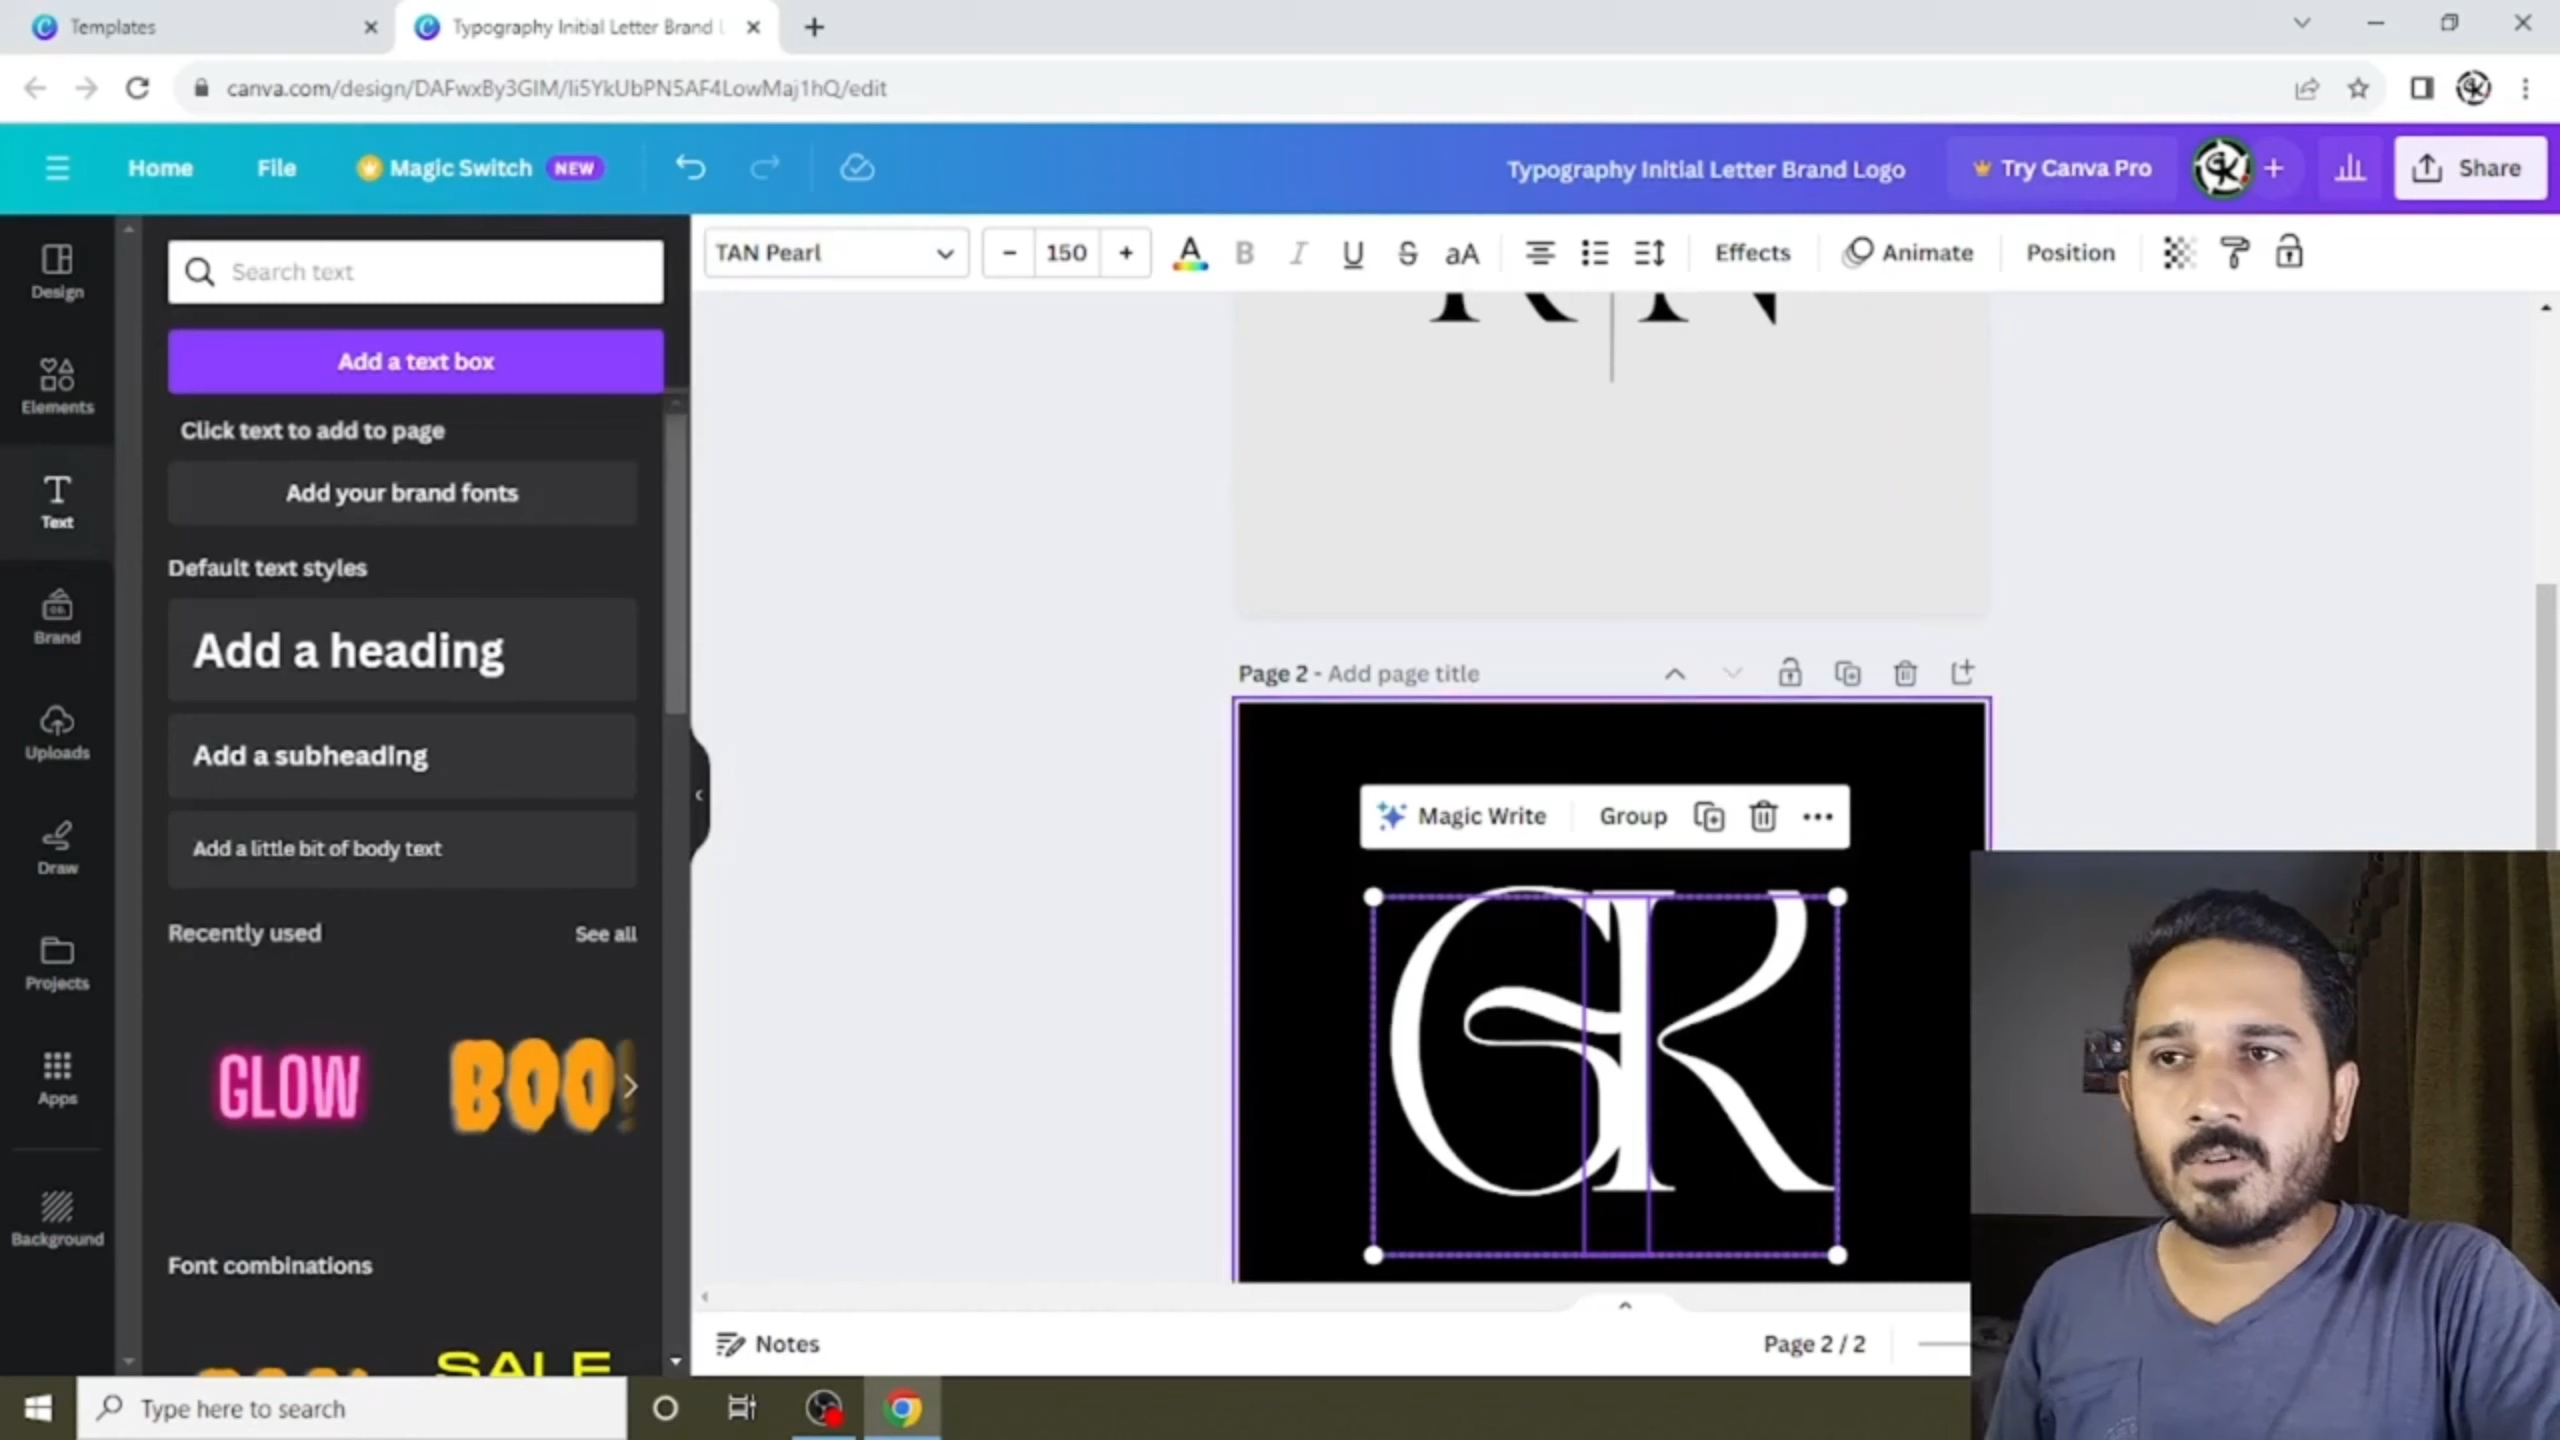 Templates
Typography Initial Letter Brand L
canva.com/design/DAFwxBy3GlM/Ii5YkUbPN5AF4LowMaj1hQ/edit
Home File Magic Switch NEW Typography Initial Letter Brand Logo Try Canva Pro Share
TAN Pearl 150 A B I U S aA Effects Animate Position
Design
Elements
Text
Brand
Uploads
Draw
Projects
Apps
Background
Search text
Add a text box
Click text to add to page
Add your brand fonts
Default text styles
Add a heading
Add a subheading
Add a little bit of body text
Recently used See all
GLOW BOO!
Font combinations
SALE
R N
Page 2 - Add page title
Magic Write Group
GR
Notes Page 2 / 2
Type here to search